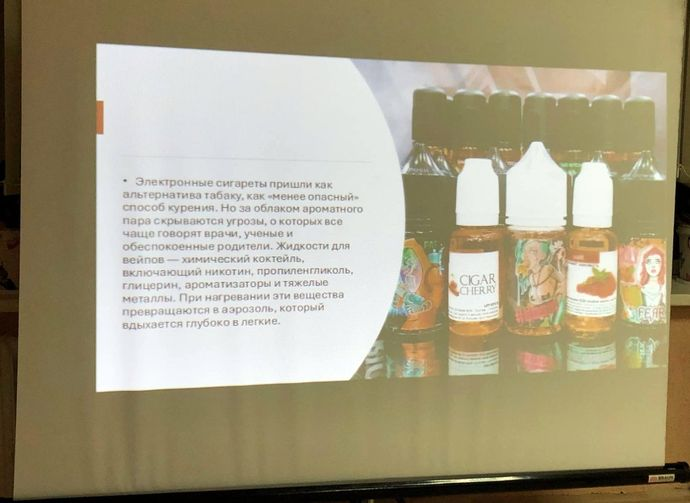 • Электронные сигареты пришли как
альтернатива табаку, как «менее опасный»
способ курения. Но за облаком ароматного
пара скрываются угрозы, о которых все
чаще говорят врачи, ученые и
обеспокоенные родители. Жидкости для
вейпов — химический коктейль,
включающий никотин, пропиленгликоль,
глицерин, ароматизаторы и тяжелые
металлы. При нагревании эти вещества
превращаются в аэрозоль, который
вдыхается глубоко в легкие.
CIGAR
CHERRY
PEAR